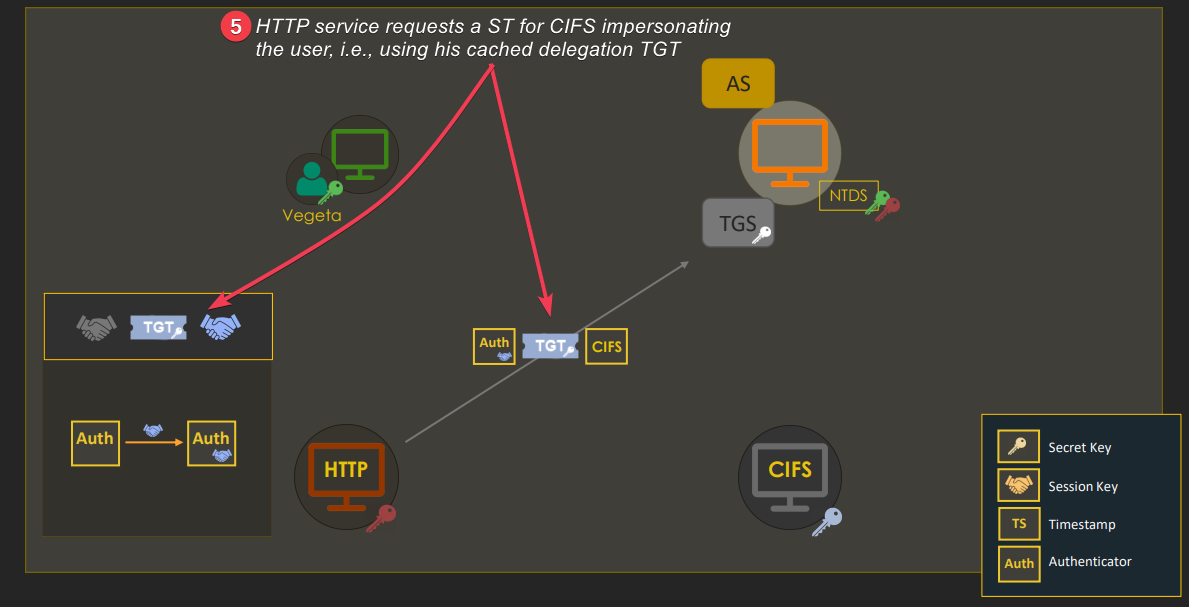 5 HTTP service requests a ST for CIFS impersonating
the user, i.e., using his cached delegation TGT
AS
NTDS
Vegeta
TGS
TGT
Auth TGT CIFS
Auth Auth
HTTP
CIFS
Secret Key
Session Key
TS Timestamp
Auth Authenticator